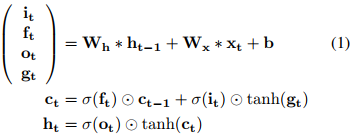 i_t
f_t
o_t
g_t
= W_h * h_{t−1} + W_x * x_t + b (1)
c_t = σ(f_t) ⊙ c_{t−1} + σ(i_t) ⊙ tanh(g_t)
h_t = σ(o_t) ⊙ tanh(c_t)